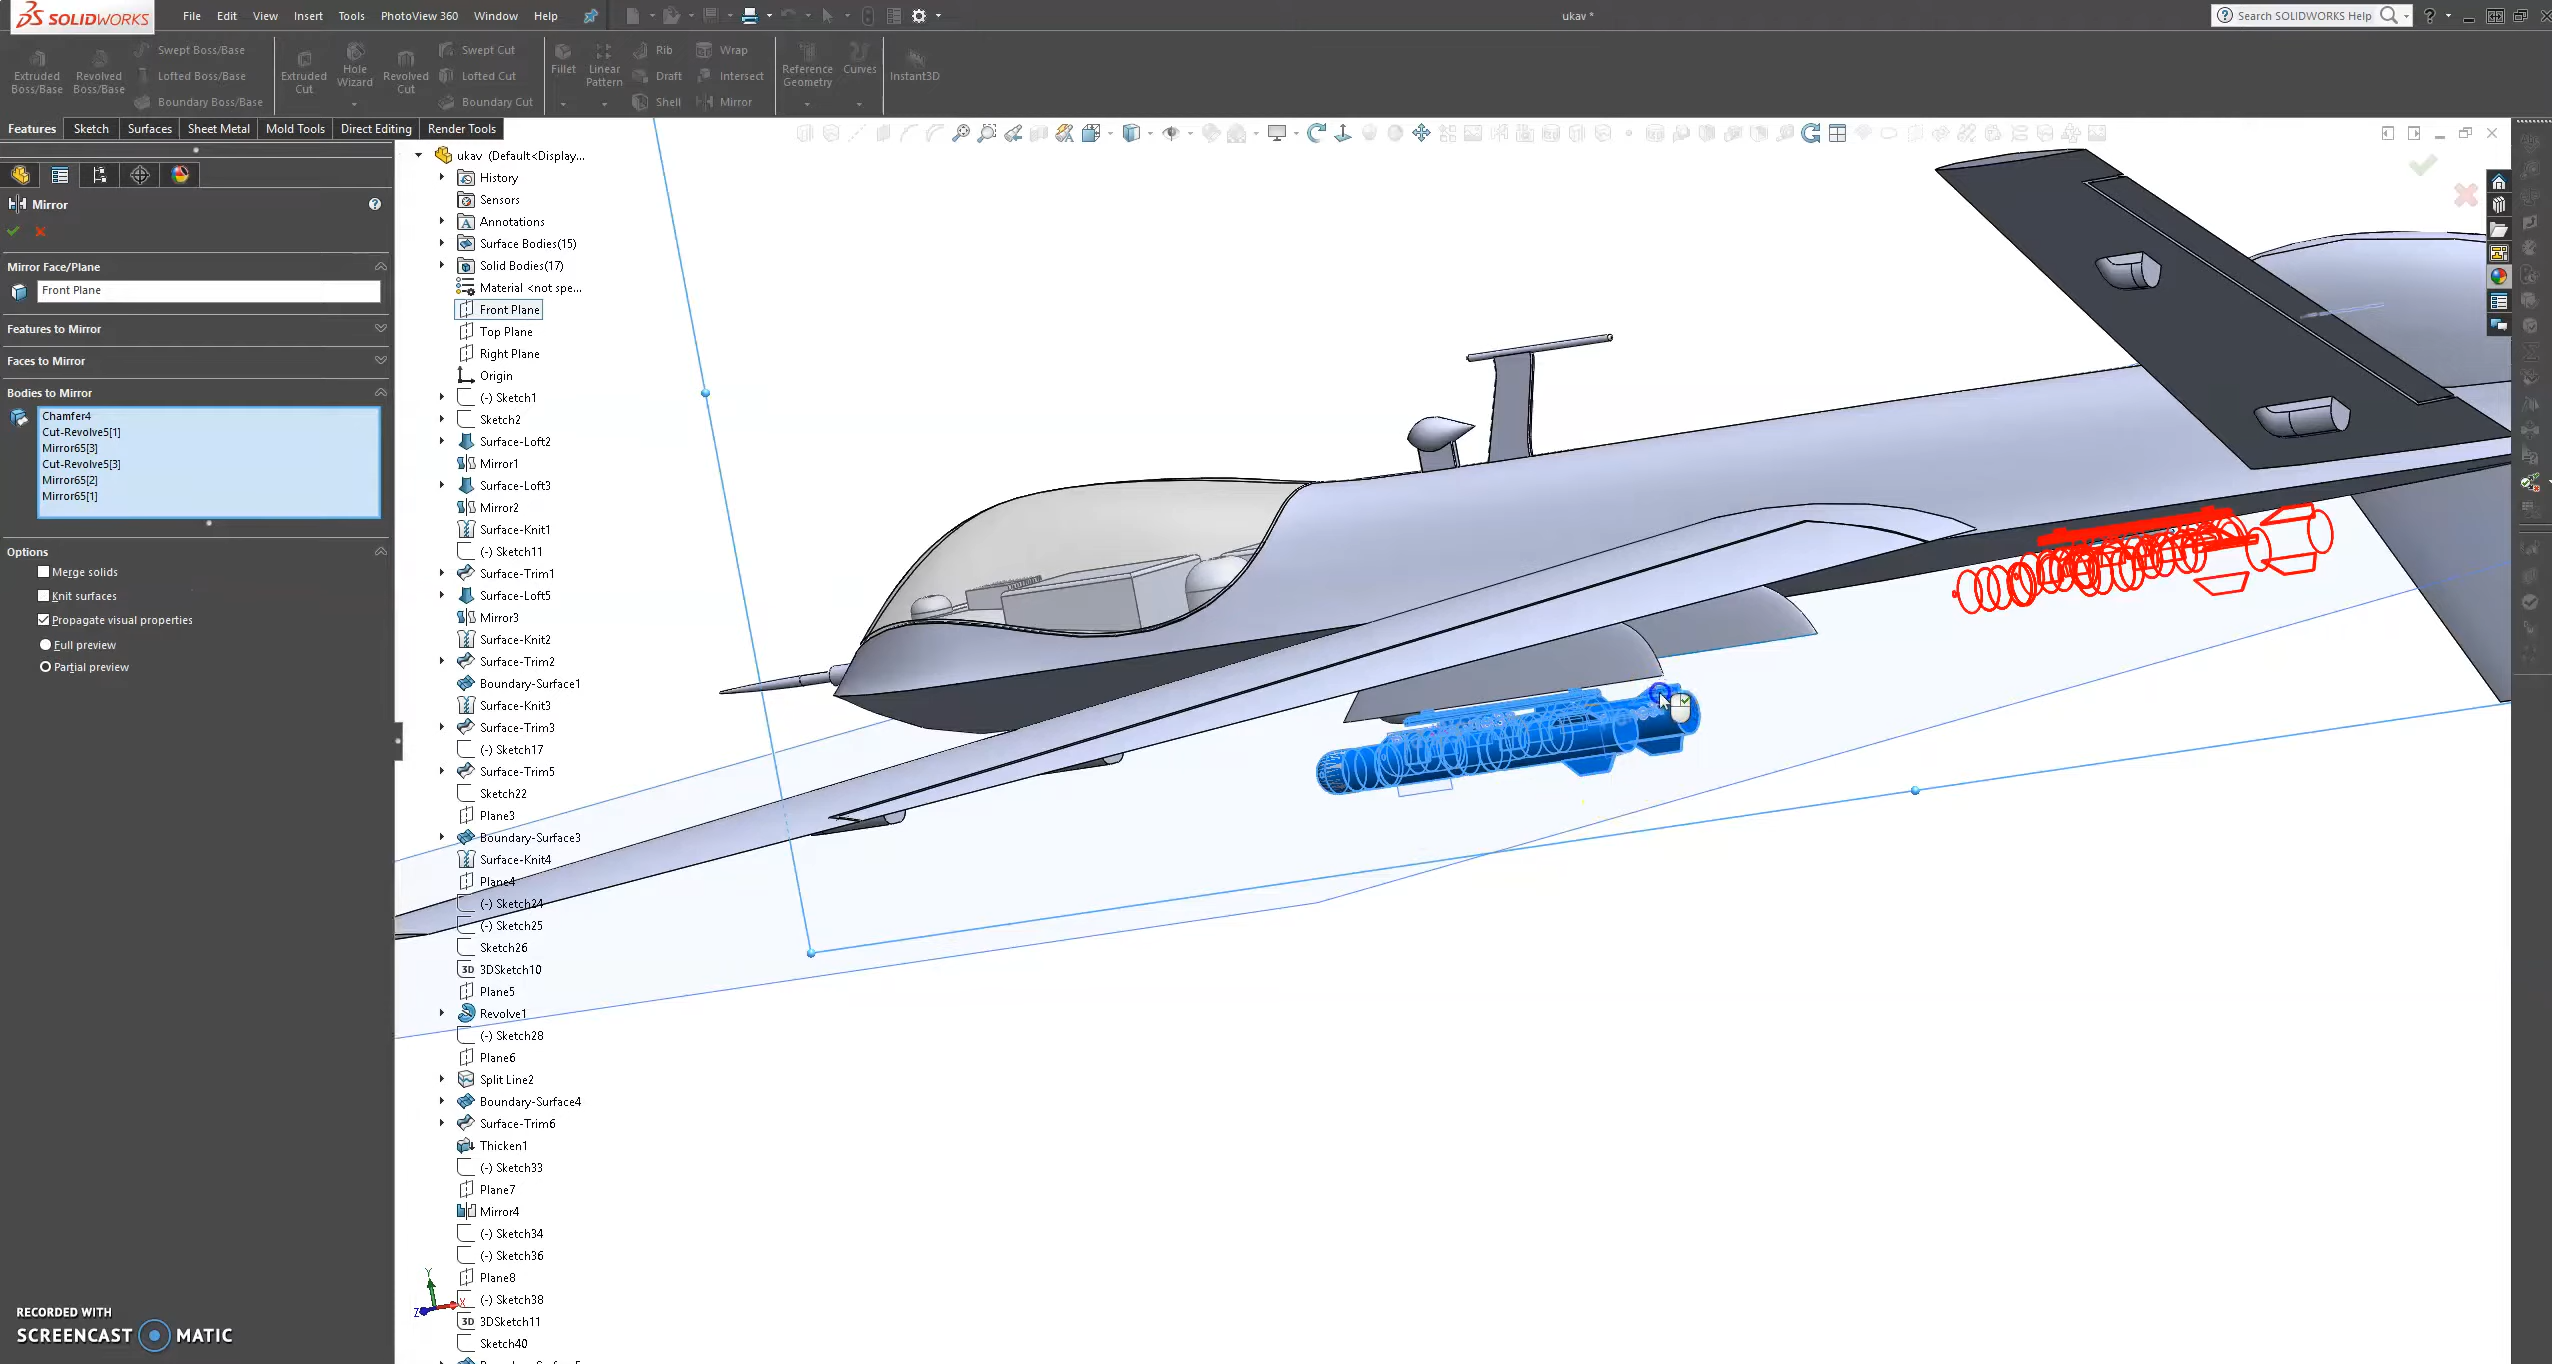 SOLIDWORKS
File Edit View Insert Tools PhotoView 360 Window Help
ukav *
Search SOLIDWORKS Help
Extruded Boss/Base
Revolved Boss/Base
Swept Boss/Base
Lofted Boss/Base
Boundary Boss/Base
Extruded Cut
Hole Wizard
Revolved Cut
Swept Cut
Lofted Cut
Boundary Cut
Fillet
Linear Pattern
Rib
Draft
Shell
Wrap
Intersect
Mirror
Reference Geometry
Curves
Instant3D
Features Sketch Surfaces Sheet Metal Mold Tools Direct Editing Render Tools
Mirror
Mirror Face/Plane
Front Plane
Features to Mirror
Faces to Mirror
Bodies to Mirror
Chamfer4
Cut-Revolve5[1]
Mirror65[3]
Cut-Revolve5[3]
Mirror65[2]
Mirror65[1]
Options
Merge solids
Knit surfaces
Propagate visual properties
Full preview
Partial preview
ukav (Default<Display...
History
Sensors
Annotations
Surface Bodies(15)
Solid Bodies(17)
Material <not spe...
Front Plane
Top Plane
Right Plane
Origin
(-) Sketch1
Sketch2
Surface-Loft2
Mirror1
Surface-Loft3
Mirror2
Surface-Knit1
(-) Sketch11
Surface-Trim1
Surface-Loft5
Mirror3
Surface-Knit2
Surface-Trim2
Boundary-Surface1
Surface-Knit3
Surface-Trim3
(-) Sketch17
Surface-Trim5
Sketch22
Plane3
Boundary-Surface3
Surface-Knit4
Plane4
(-) Sketch24
(-) Sketch25
Sketch26
3D 3DSketch10
Plane5
Revolve1
(-) Sketch28
Plane6
Split Line2
Boundary-Surface4
Surface-Trim6
Thicken1
(-) Sketch33
Plane7
Mirror4
(-) Sketch34
(-) Sketch36
Plane8
(-) Sketch38
3D 3DSketch11
Sketch40
Y
Z
X
RECORDED WITH
SCREENCAST MATIC